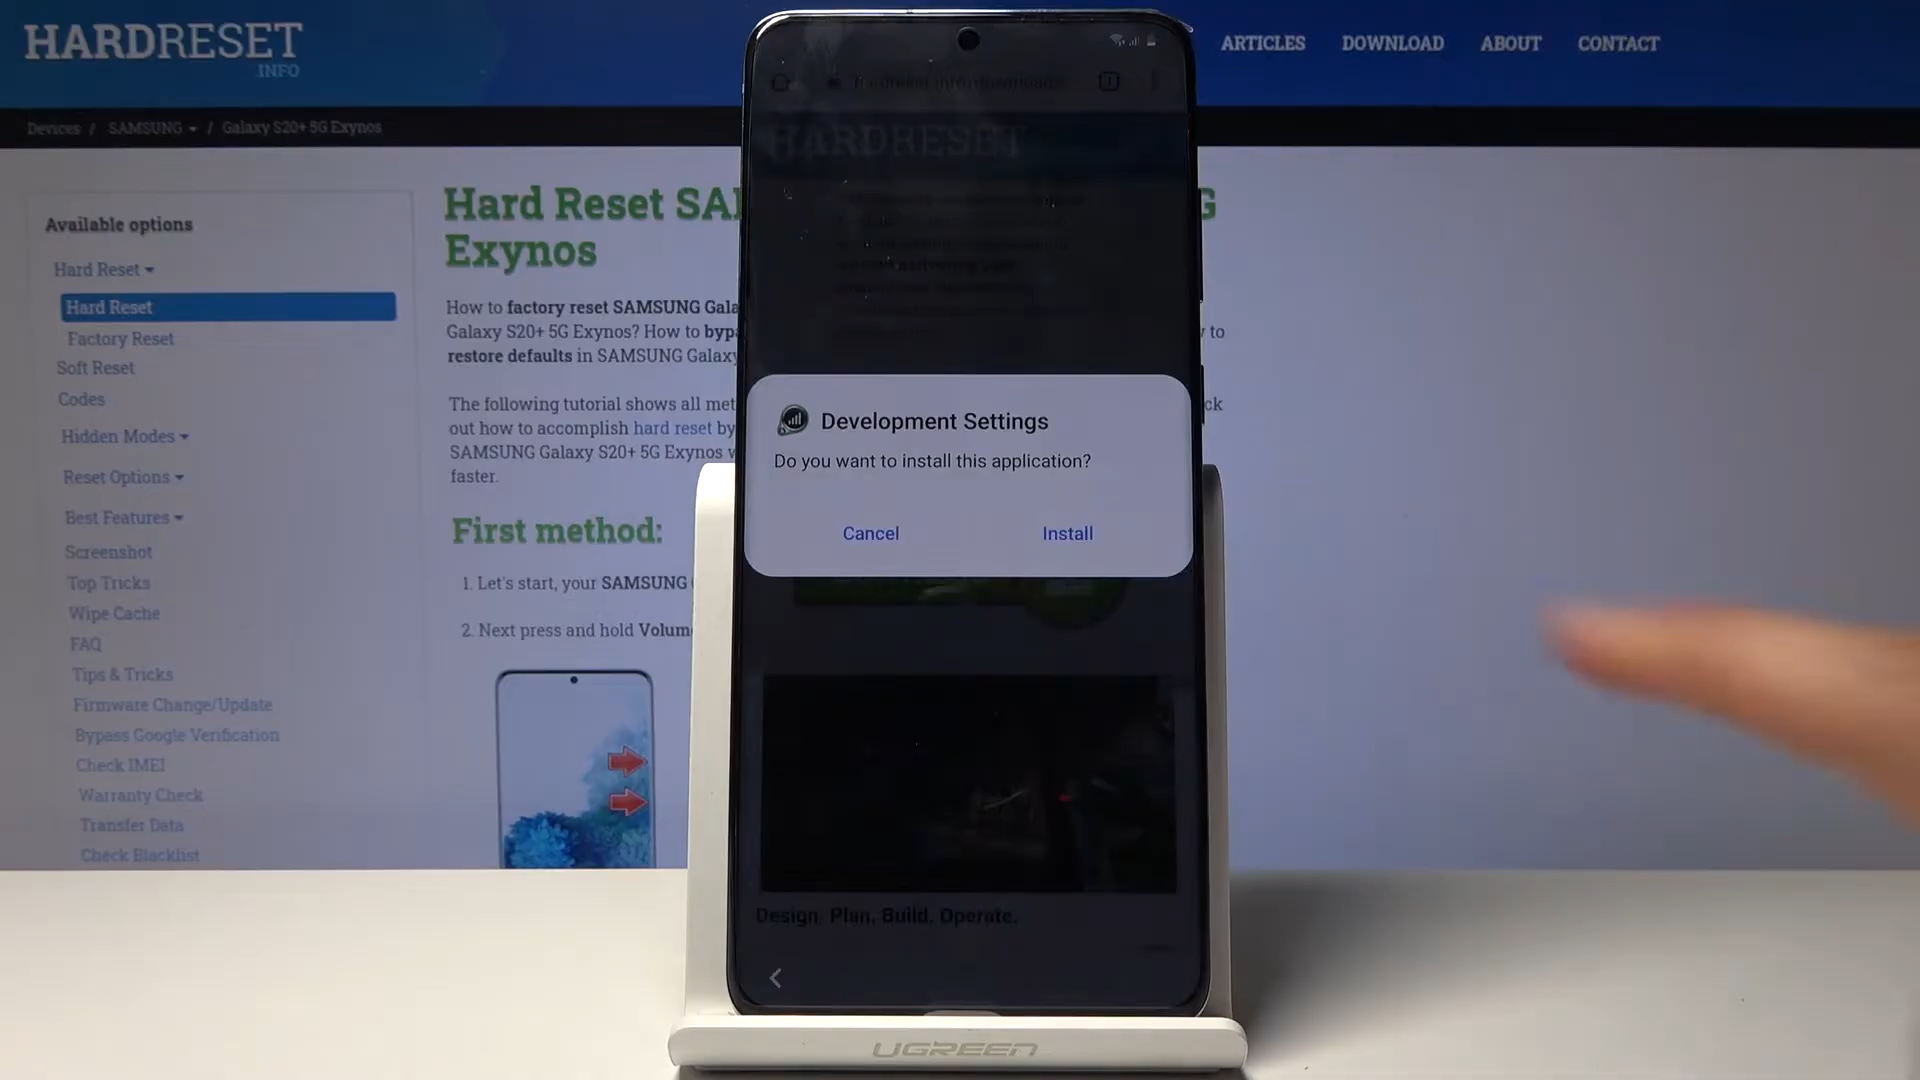 HARDRESET
.INFO
ARTICLES
DOWNLOAD
ABOUT
CONTACT
Devices / SAMSUNG / Galaxy S20+ 5G Exynos
Available options
Hard Reset
Hard Reset
Factory Reset
Soft Reset
Codes
Hidden Modes
Reset Options
Best Features
Screenshot
Top Tricks
Wipe Cache
FAQ
Tips & Tricks
Firmware Change/Update
Bypass Google Verification
Check IMEI
Warranty Check
Transfer Data
Check Blacklist
Hard Reset SA G
Exynos
How to factory reset SAMSUNG Gala
Galaxy S20+ 5G Exynos? How to bypa to
restore defaults in SAMSUNG Galaxy
The following tutorial shows all met ck
out how to accomplish hard reset by
SAMSUNG Galaxy S20+ 5G Exynos w
faster.
First method:
1. Let's start, your SAMSUNG
2. Next press and hold Volum
HARDRESET
Development Settings
Do you want to install this application?
Cancel
Install
Design. Plan. Build. Operate.
UGREEN